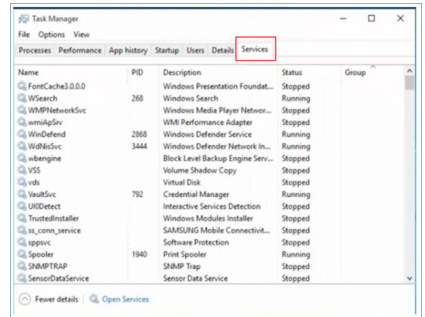 Task Manager
File Options View
Processes Performance App history Startup Users Details Services
Name PID Description Status Group
FontCache3.0.0.0 Windows Presentation Foundat... Stopped
WSearch 268 Windows Search Running
WMPNetworkSvc Windows Media Player Networ... Stopped
wmiApSrv WMI Performance Adapter Stopped
WinDefend 2868 Windows Defender Service Running
WdNisSvc 3444 Windows Defender Network In... Running
wbengine Block Level Backup Engine Serv... Stopped
VSS Volume Shadow Copy Stopped
vds Virtual Disk Stopped
VaultSvc 792 Credential Manager Running
UI0Detect Interactive Services Detection Stopped
TrustedInstaller Windows Modules Installer Stopped
ss_conn_service SAMSUNG Mobile Connectivit... Stopped
sppsvc Software Protection Stopped
Spooler 1940 Print Spooler Running
SNMPTRAP SNMP Trap Stopped
SensorDataService Sensor Data Service Stopped
Fewer details Open Services